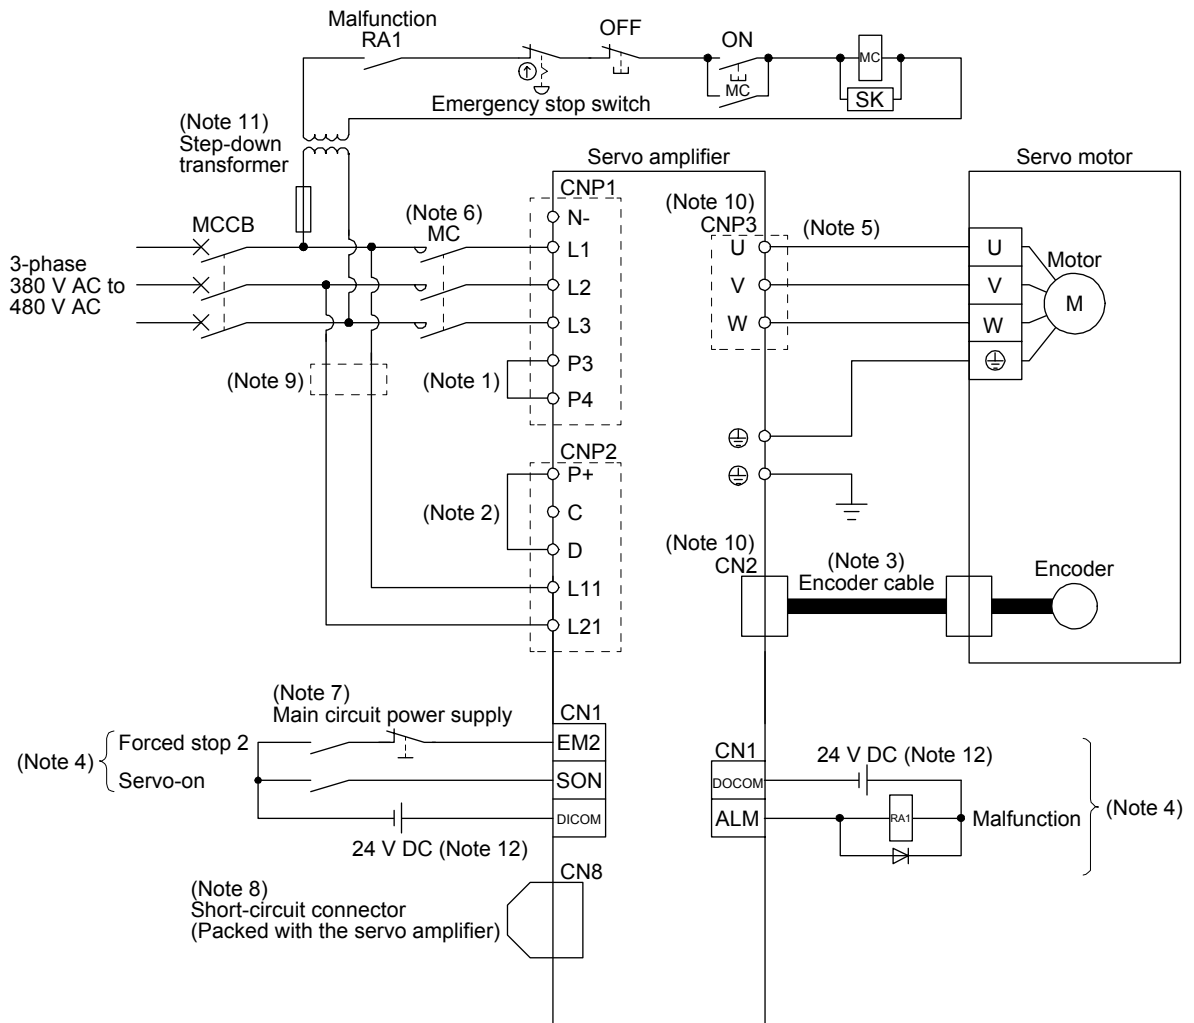 Malfunction
RA1
OFF
ON
MC
MC
SK
Emergency stop switch
(Note 11)
Step-down
transformer
Servo amplifier
Servo motor
MCCB
(Note 6)
MC
CNP1
N-
L1
L2
L3
P3
P4
(Note 10)
CNP3
U
V
W
(Note 5)
U
V
W
Motor
M
3-phase
380 V AC to
480 V AC
(Note 9)
(Note 1)
CNP2
P+
C
D
L11
L21
(Note 2)
(Note 10)
CN2
(Note 3)
Encoder cable
Encoder
(Note 7)
Main circuit power supply
CN1
(Note 4)
Forced stop 2
EM2
Servo-on
SON
DICOM
24 V DC (Note 12)
CN1
DOCOM
ALM
24 V DC (Note 12)
RA1
Malfunction
(Note 4)
CN8
(Note 8)
Short-circuit connector
(Packed with the servo amplifier)